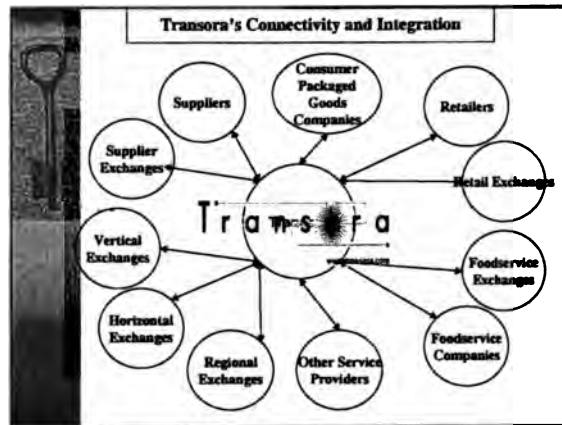 Transora's Connectivity and Integration
Consumer
Packaged
Goods
Companies
Suppliers
Retailers
Supplier
Exchanges
Retail Exchanges
Transora
Vertical
Exchanges
Foodservice
Exchanges
Horizontal
Exchanges
Foodservice
Companies
Regional
Exchanges
Other Service
Providers